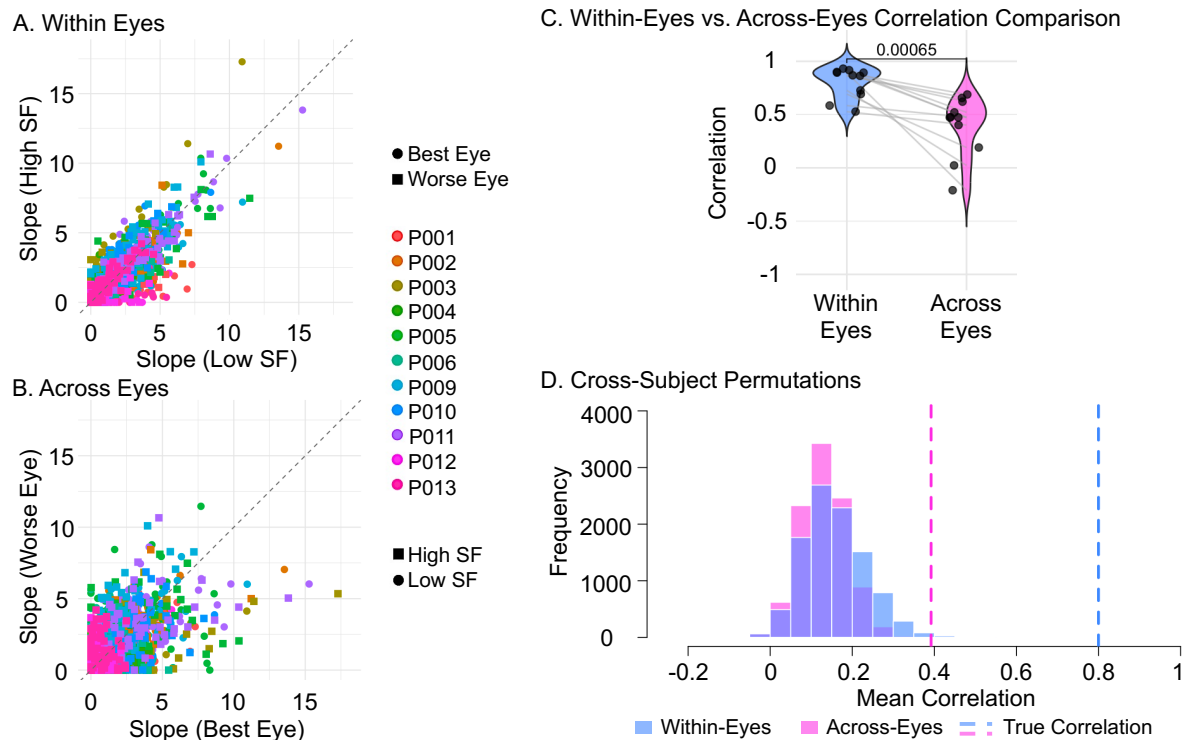 A. Within Eyes
Slope (High SF)
15
10
5
0
0 5 10 15
Slope (Low SF)
Best Eye
Worse Eye
P001
P002
P003
P004
P005
P006
P009
P010
P011
P012
P013
B. Across Eyes
Slope (Worse Eye)
15
10
5
0
0 5 10 15
Slope (Best Eye)
High SF
Low SF
C. Within-Eyes vs. Across-Eyes Correlation Comparison
0.00065
Correlation
1
0.5
0
-0.5
-1
Within
Eyes
Across
Eyes
D. Cross-Subject Permutations
Frequency
4000
3000
2000
1000
0
-0.2 0 0.2 0.4 0.6 0.8 1
Mean Correlation
Within-Eyes Across-Eyes True Correlation